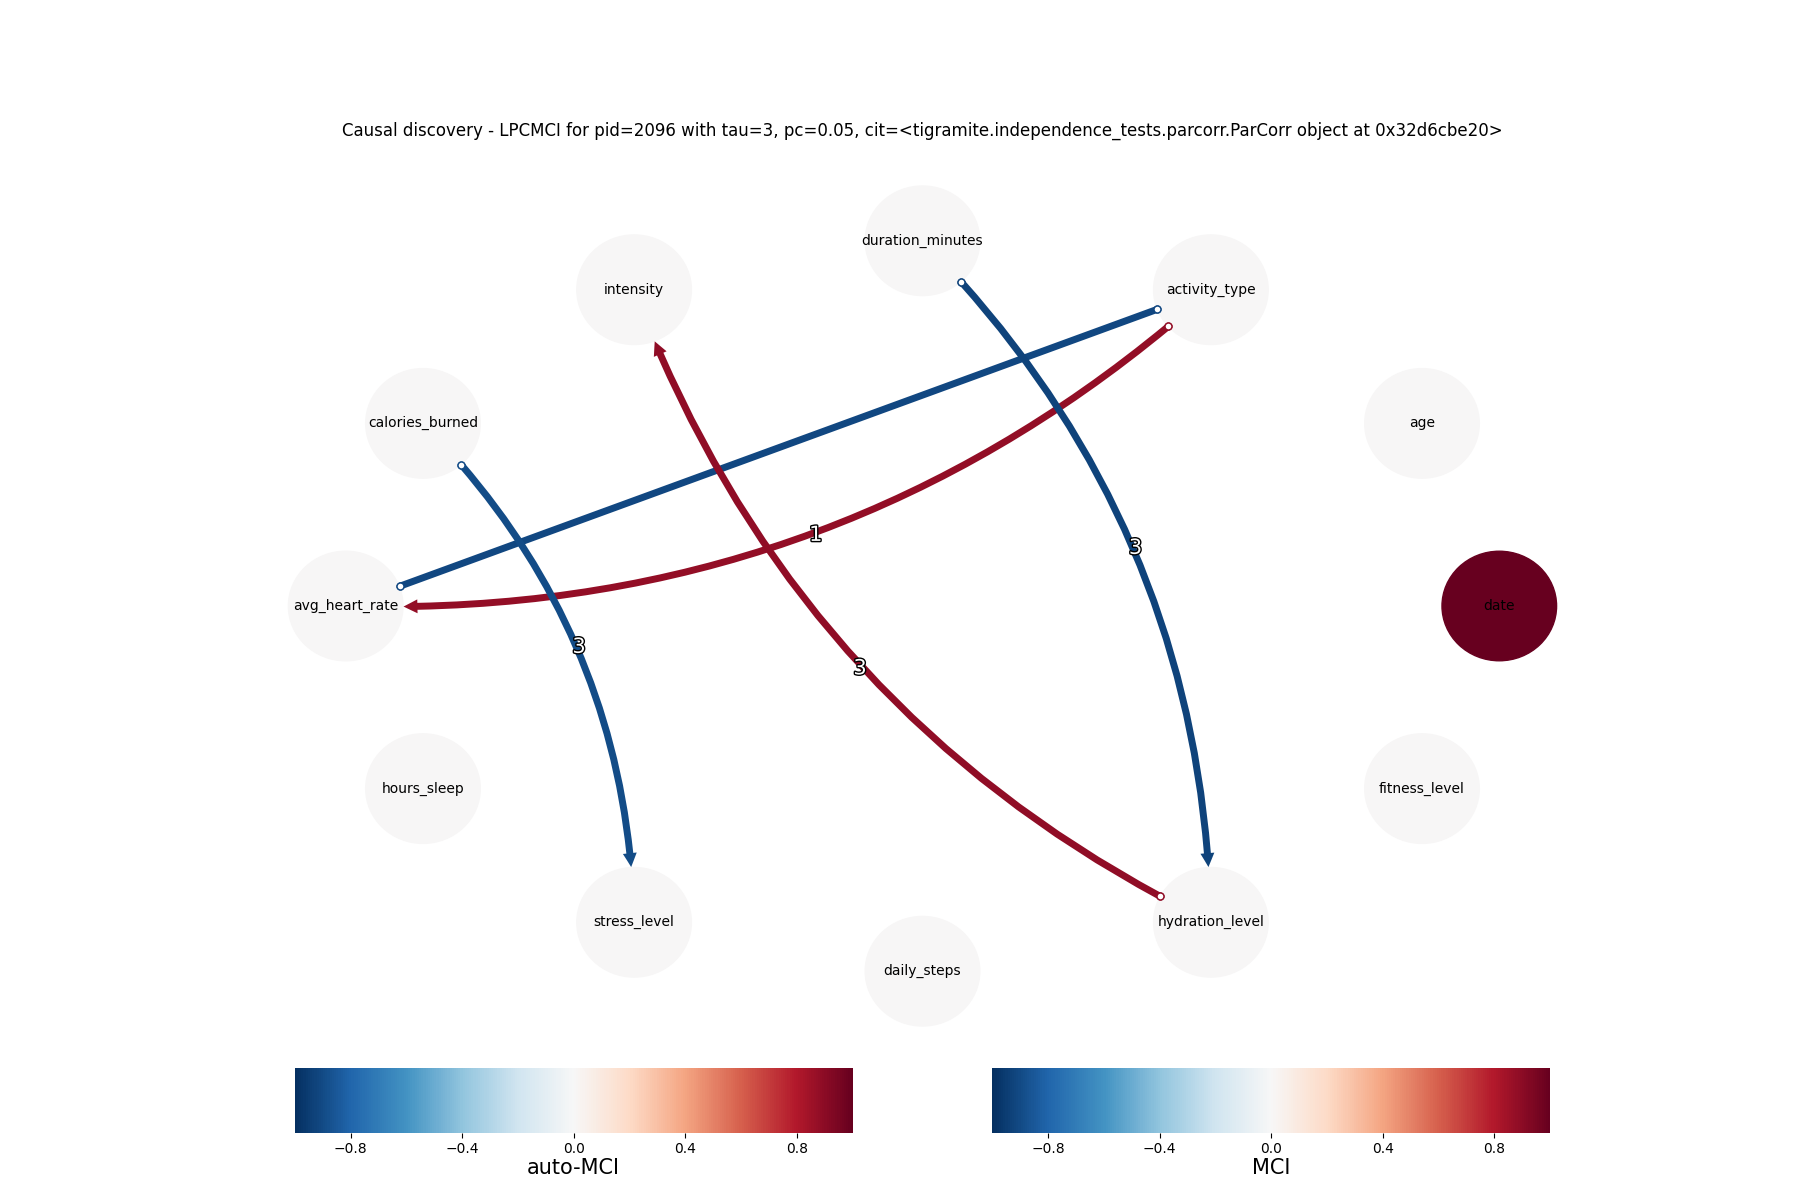 Causal discovery - LPCMCI for pid=2096 with tau=3, pc=0.05, cit=<tigramite.independence_tests.parcorr.ParCorr object at 0x32d6cbe20>
duration_minutes
intensity
activity_type
calories_burned
age
1
3
avg_heart_rate
date
3
3
hours_sleep
fitness_level
stress_level
hydration_level
daily_steps
−0.8 −0.4 0.0 0.4 0.8
auto-MCI
−0.8 −0.4 0.0 0.4 0.8
MCI